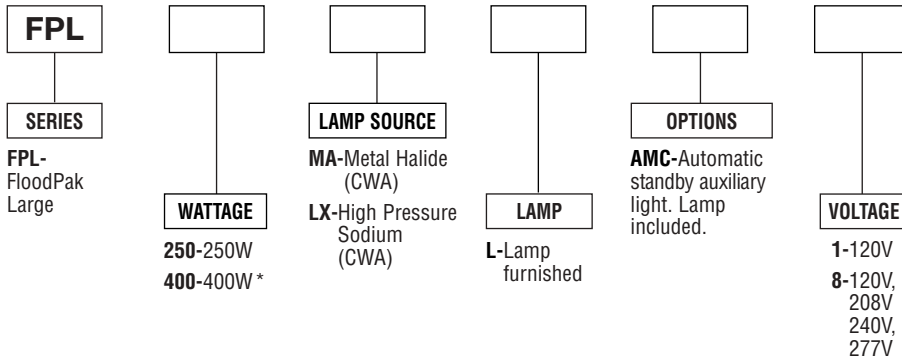 FPL
SERIES
FPL-
FloodPak
Large
WATTAGE
250-250W
400-400W *
LAMP SOURCE
MA-Metal Halide
(CWA)
LX-High Pressure
Sodium
(CWA)
LAMP
L-Lamp
furnished
OPTIONS
AMC-Automatic
standby auxiliary
light. Lamp
included.
VOLTAGE
1-120V
8-120V,
208V
240V,
277V